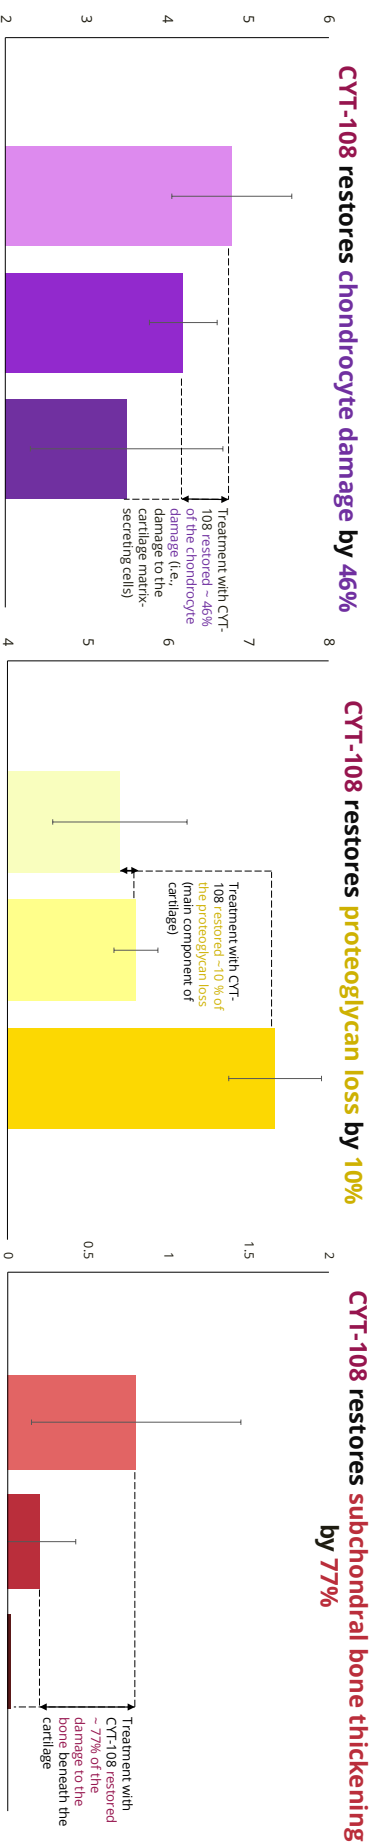 CYT-108 restores chondrocyte damage by 46%
6
5
4
3
2
Treatment with CYT-
108 restored ~ 46%
of the chondrocyte
damage (i.e.,
damage to the
cartilage matrix-
secreting cells)
CYT-108 restores proteoglycan loss by 10%
8
7
6
5
4
Treatment with CYT-
108 restored ~10 % of
the proteoglycan loss
(main component of
cartilage)
CYT-108 restores subchondral bone thickening
by 77%
2
1.5
1
0.5
0
Treatment with
CYT-108 restored
~ 77% of the
damage to the
bone beneath the
cartilage